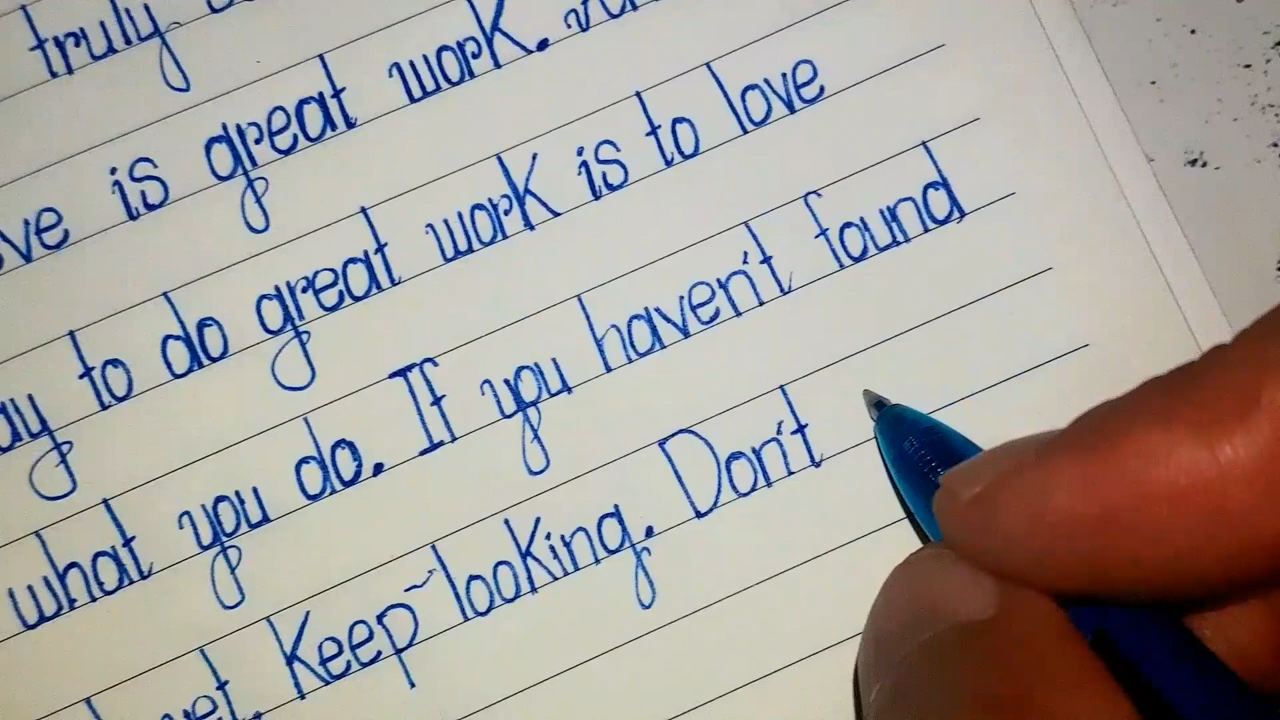 truly
ve is great work.
ay to do great work is to love
what you do. If you haven't found
yet. Keep looking. Don't